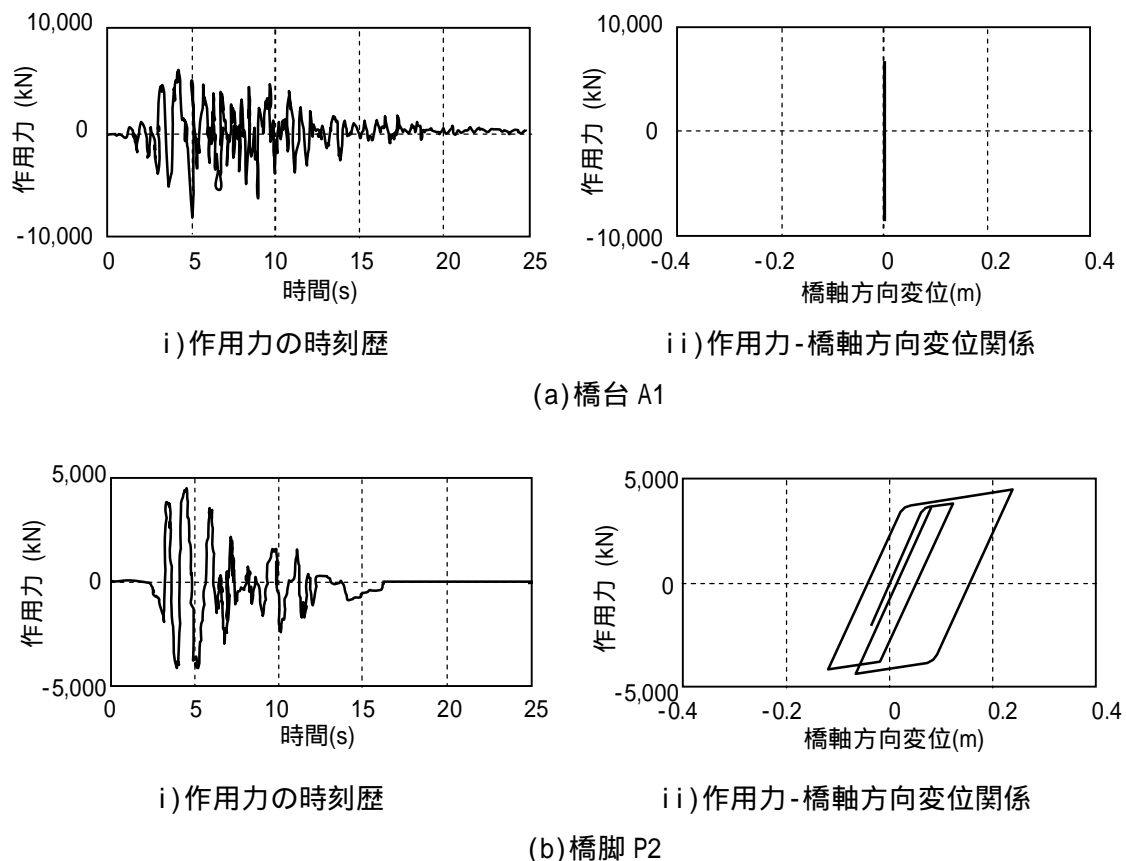 10,000
0
-10,000
作用力 (kN)
0 5 10 15 20 25
時間(s)
i)作用力の時刻歴
10,000
0
-10,000
作用力 (kN)
-0.4 -0.2 0 0.2 0.4
橋軸方向変位(m)
ii)作用力-橋軸方向変位関係
(a)橋台 A1
5,000
0
-5,000
作用力 (kN)
0 5 10 15 20 25
時間(s)
i)作用力の時刻歴
5,000
0
-5,000
作用力 (kN)
-0.4 -0.2 0 0.2 0.4
橋軸方向変位(m)
ii)作用力-橋軸方向変位関係
(b)橋脚 P2